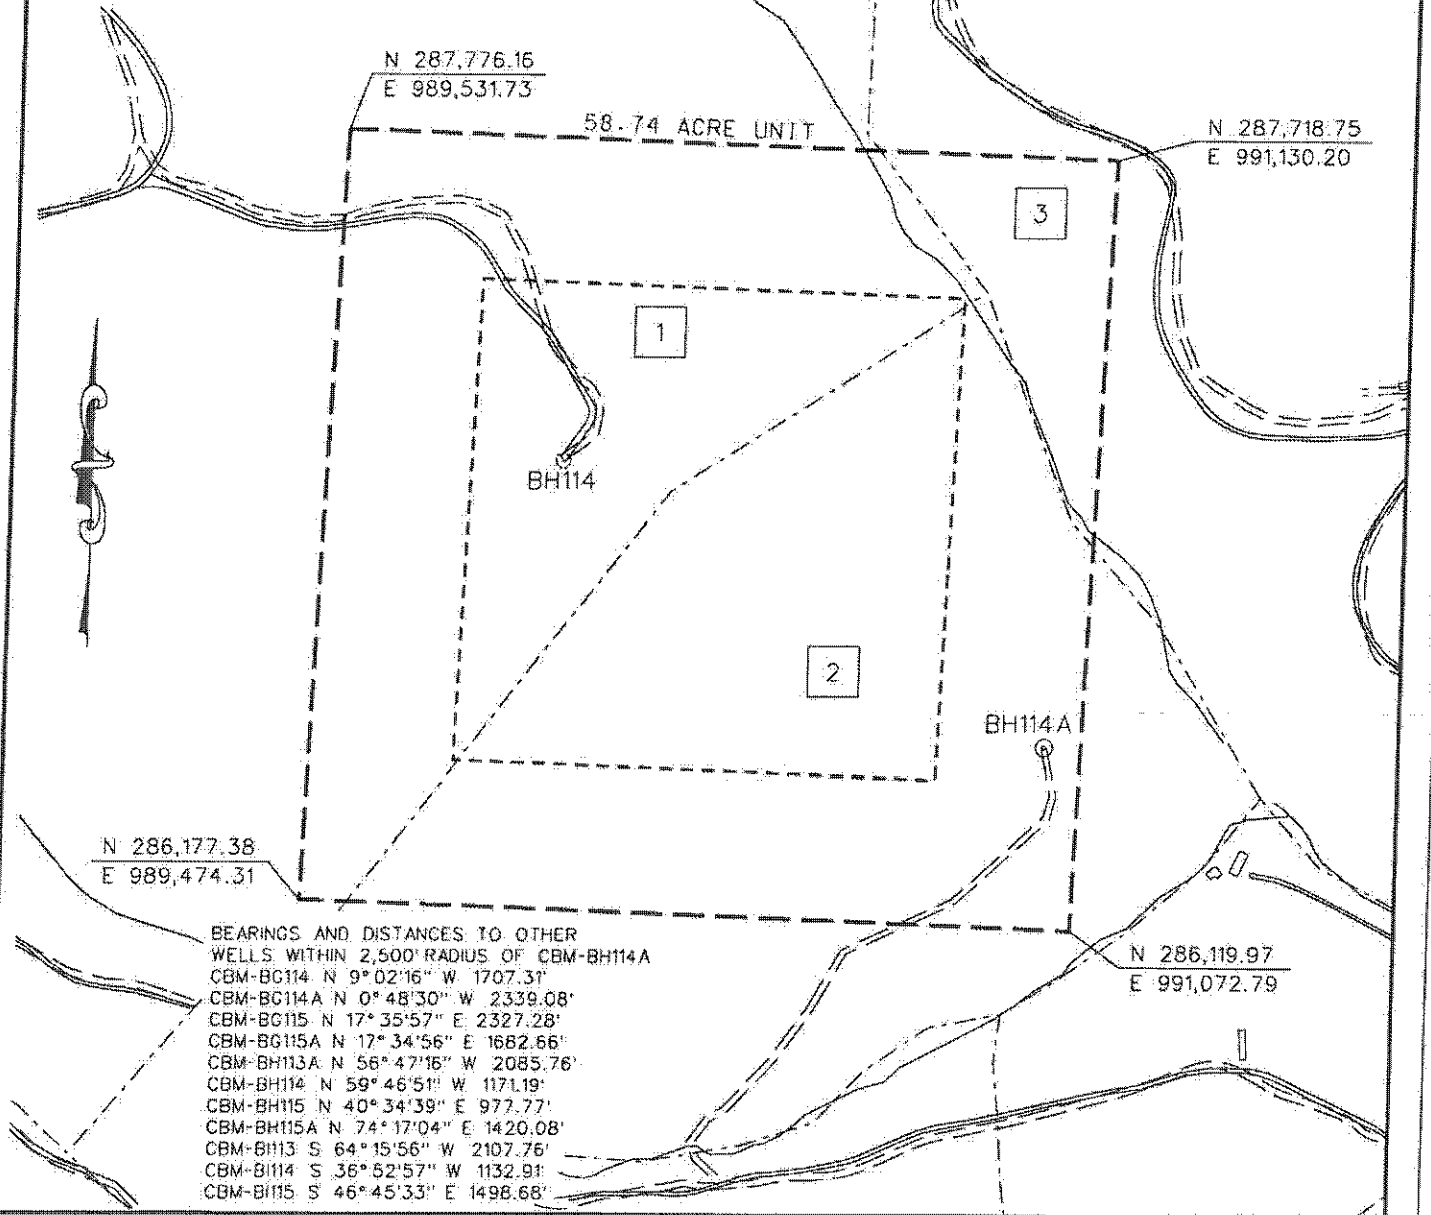 N 287,776.16
E 989,531.73
58.74 ACRE UNIT
N 287,718.75
E 991,130.20
3
1
BH114
2
BH114A
N 286,177.38
E 989,474.31
BEARINGS AND DISTANCES TO OTHER
WELLS WITHIN 2,500' RADIUS OF CBM-BH114A
CBM-BG114 N 9°02'16" W 1707.31'
CBM-BG114A N 0°48'30" W 2339.08'
CBM-BG115 N 17°35'57" E 2327.28'
CBM-BG115A N 17°34'56" E 1682.66'
CBM-BH113A N 56°47'16" W 2085.76'
CBM-BH114 N 59°46'51" W 1171.19'
CBM-BH115 N 40°34'39" E 977.77'
CBM-BH115A N 74°17'04" E 1420.08'
CBM-BI113 S 64°15'56" W 2107.76'
CBM-BI114 S 36°52'57" W 1132.91'
CBM-BI115 S 46°45'33" E 1498.68'
N 286,119.97
E 991,072.79